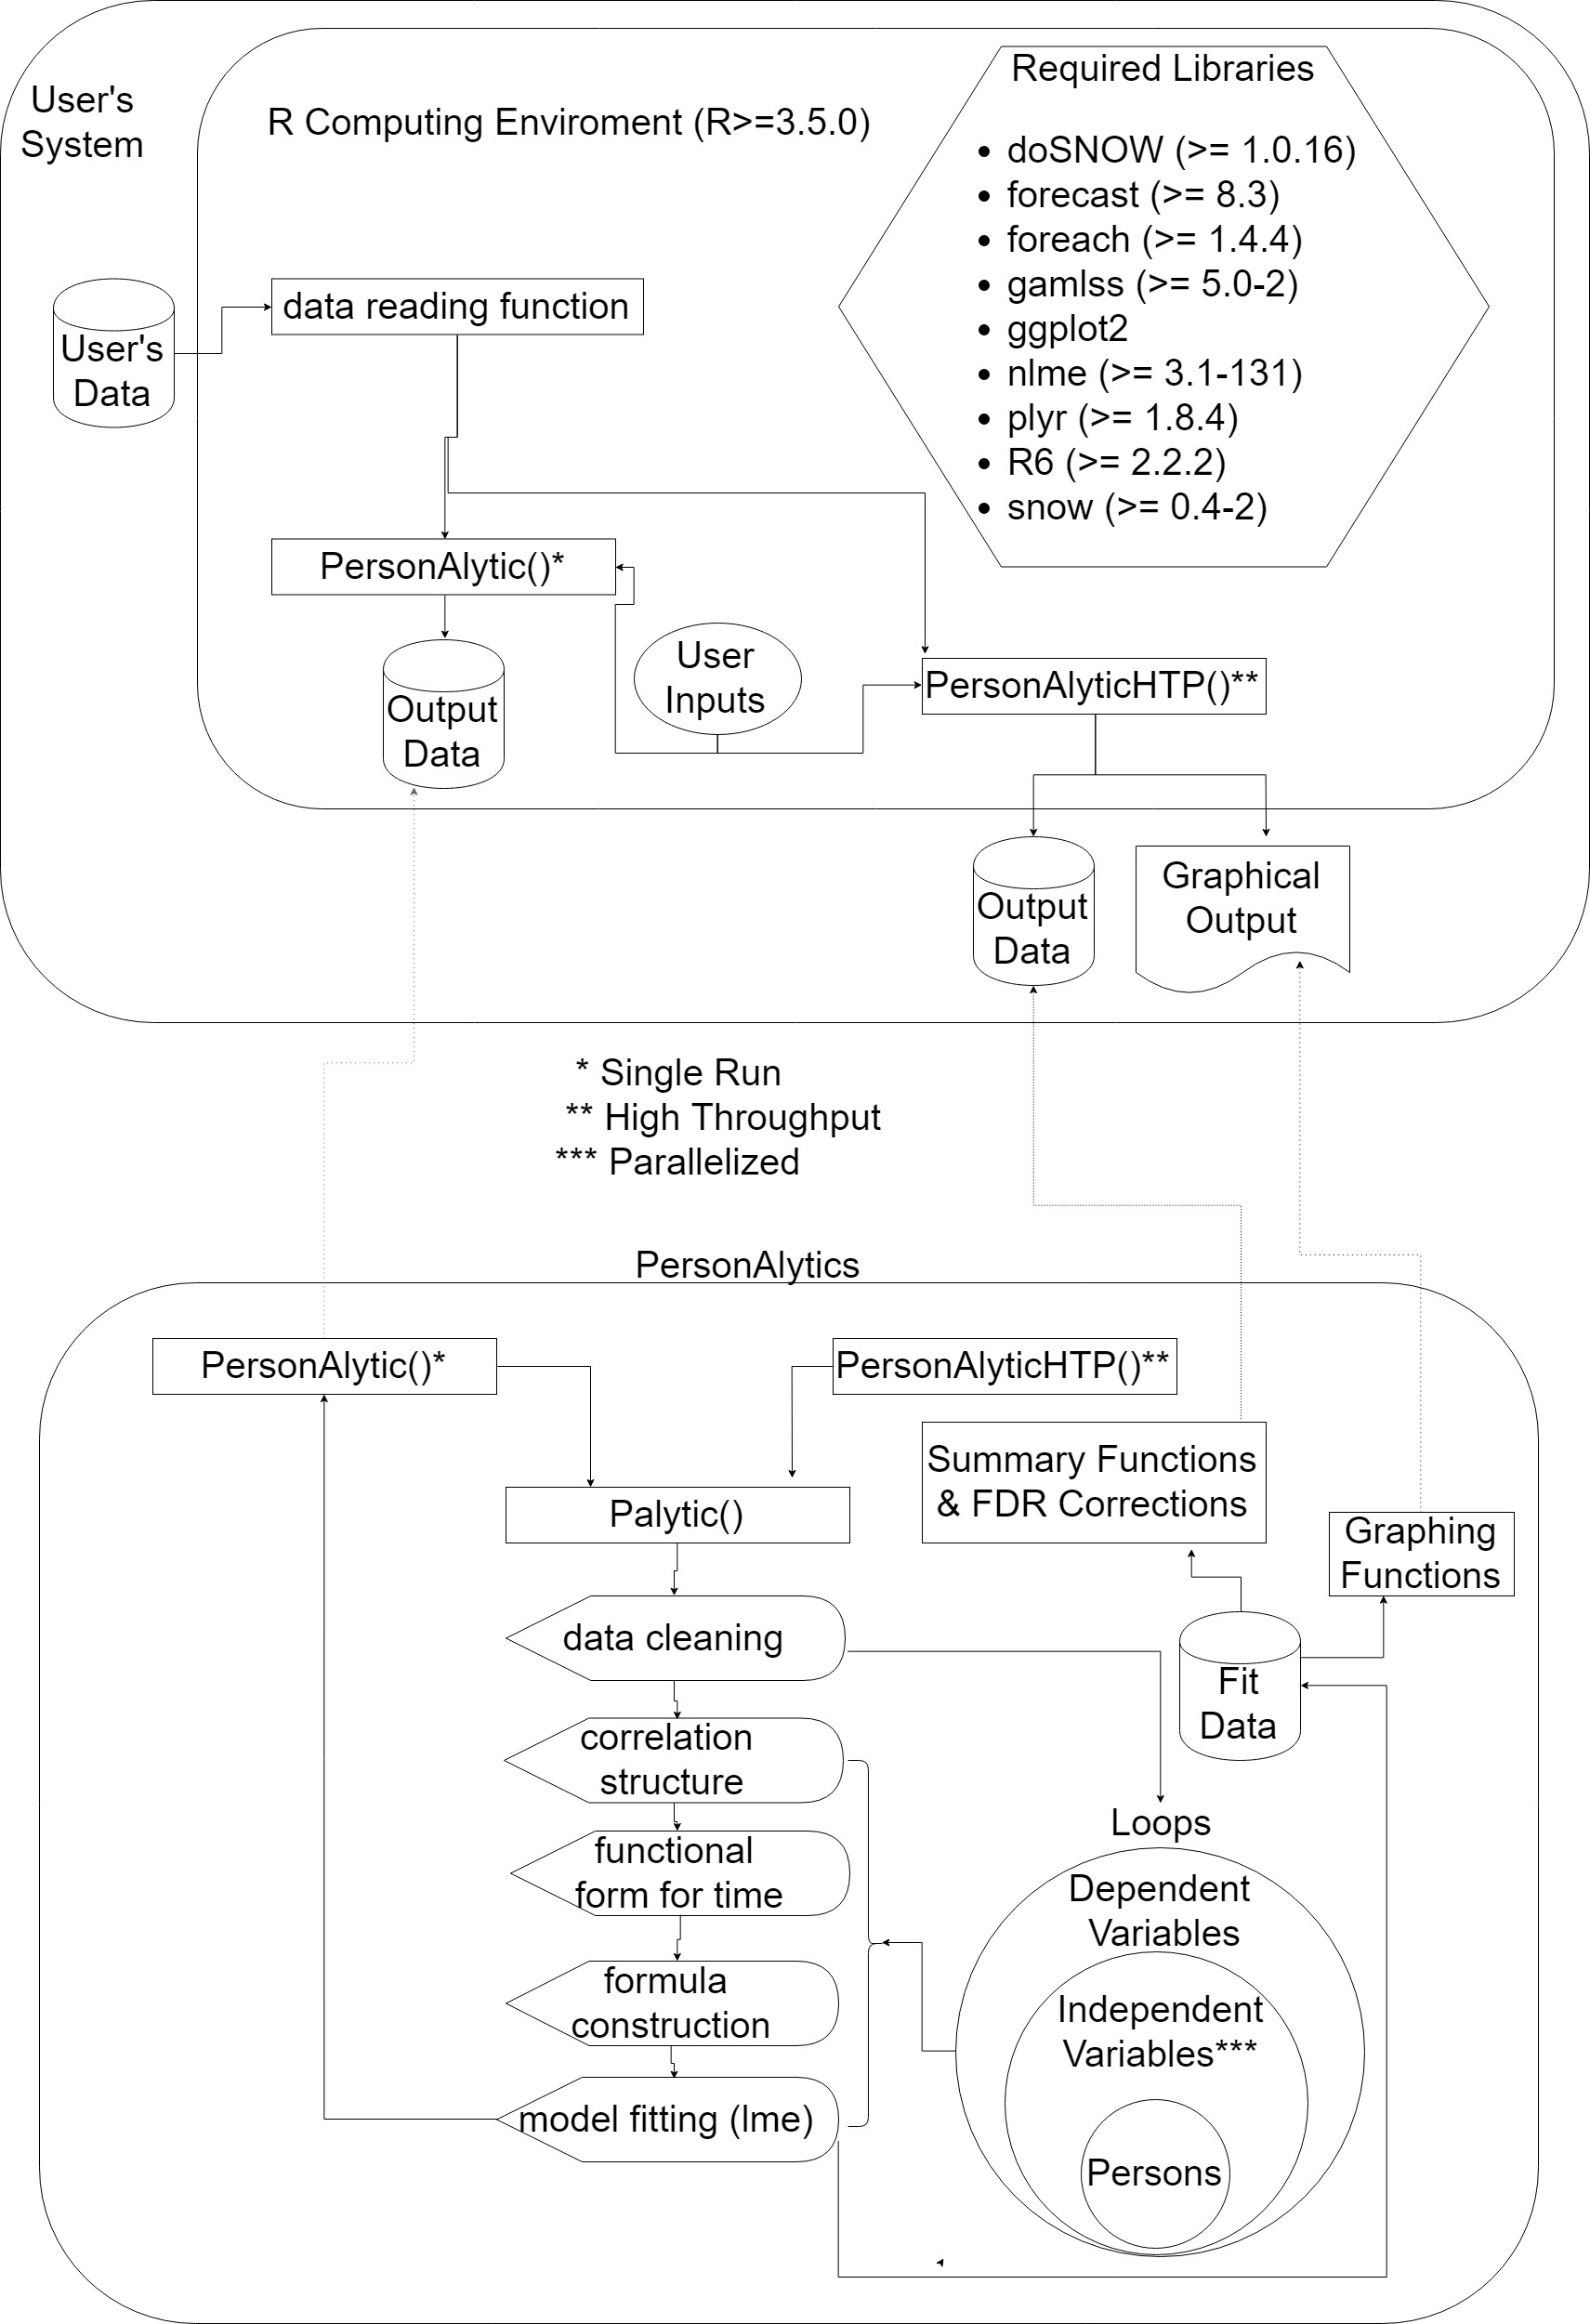 User's
System
R Computing Enviroment (R>=3.5.0)
Required Libraries
• doSNOW (>= 1.0.16)
• forecast (>= 8.3)
• foreach (>= 1.4.4)
• gamlss (>= 5.0-2)
• ggplot2
• nlme (>= 3.1-131)
• plyr (>= 1.8.4)
• R6 (>= 2.2.2)
• snow (>= 0.4-2)
User's
Data
data reading function
PersonAlytic()*
User
Inputs
PersonAlyticHTP()**
Output
Data
Output
Data
Graphical
Output
* Single Run
** High Throughput
*** Parallelized
PersonAlytics
PersonAlytic()*
PersonAlyticHTP()**
Summary Functions
& FDR Corrections
Palytic()
Graphing
Functions
data cleaning
Fit
Data
correlation
structure
functional
form for time
formula
construction
model fitting (lme)
Loops
Dependent
Variables
Independent
Variables***
Persons